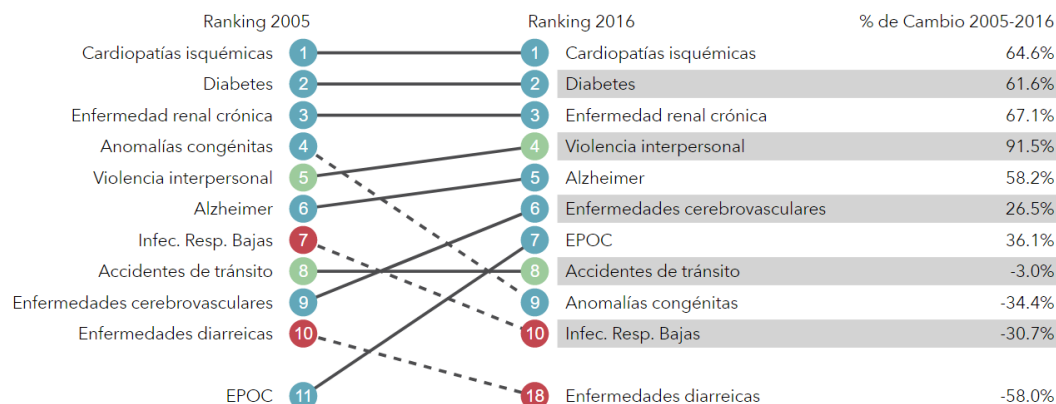 Ranking 2005 Ranking 2016 % de Cambio 2005-2016
Cardiopatías isquémicas 1 1 Cardiopatías isquémicas 64.6%
Diabetes 2 2 Diabetes 61.6%
Enfermedad renal crónica 3 3 Enfermedad renal crónica 67.1%
Anomalías congénitas 4 4 Violencia interpersonal 91.5%
Violencia interpersonal 5 5 Alzheimer 58.2%
Alzheimer 6 6 Enfermedades cerebrovasculares 26.5%
Infec. Resp. Bajas 7 7 EPOC 36.1%
Accidentes de tránsito 8 8 Accidentes de tránsito -3.0%
Enfermedades cerebrovasculares 9 9 Anomalías congénitas -34.4%
Enfermedades diarreicas 10 10 Infec. Resp. Bajas -30.7%
EPOC 11 18 Enfermedades diarreicas -58.0%